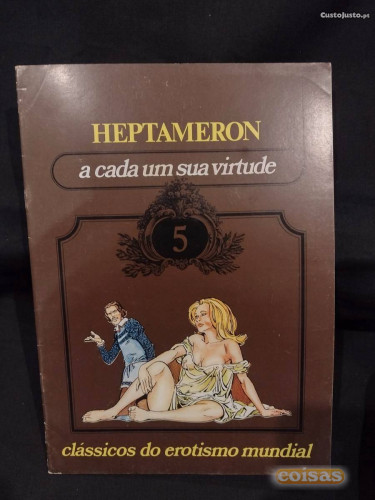 CustoJusto.pt
HEPTAMERON
a cada um sua virtude
5
clássicos do erotismo mundial
coisas